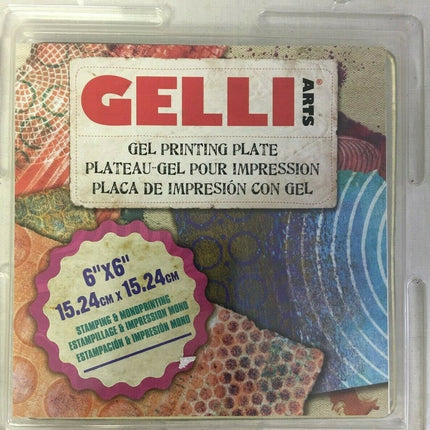 GELLI ARTS®
GEL PRINTING PLATE
PLATEAU-GEL POUR IMPRESSION
PLACA DE IMPRESIÓN CON GEL
6"X6"
15.24CM X 15.24CM
STAMPING & MONOPRINTING
ESTAMPILLAGE & IMPRESSION MONO
ESTAMPACIÓN & IMPRESIÓN MONO